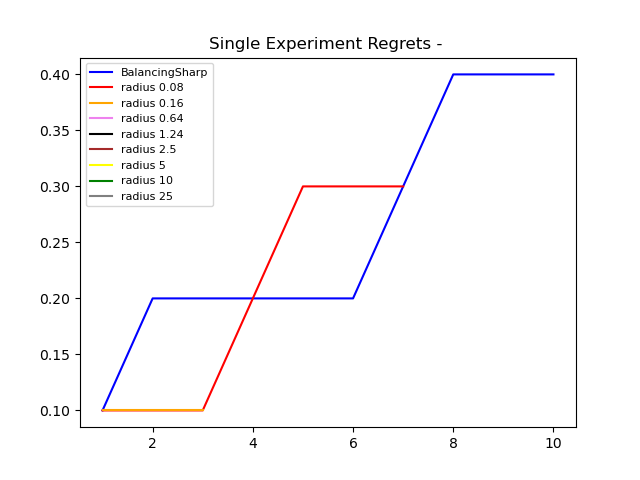 Single Experiment Regrets -
BalancingSharp
radius 0.08
radius 0.16
radius 0.64
radius 1.24
radius 2.5
radius 5
radius 10
radius 25
0.40
0.35
0.30
0.25
0.20
0.15
0.10
2 4 6 8 10